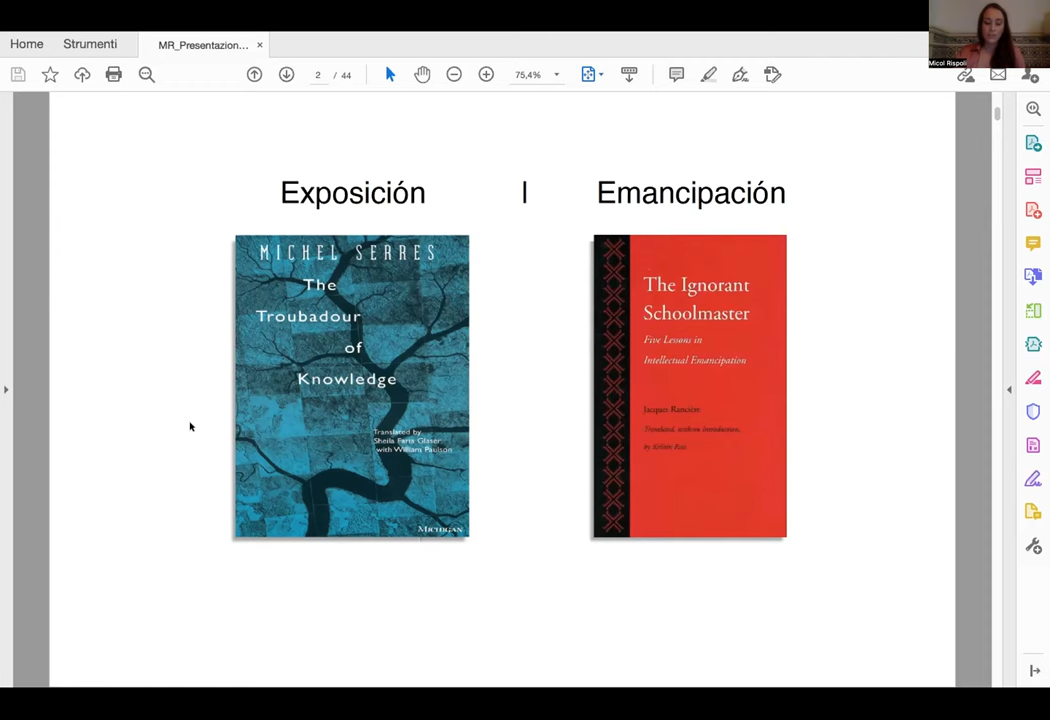 Home
Strumenti
MR_Presentazion...
×
2 / 44
75,4%
Micol Rispoli
Exposición | Emancipación
MICHEL SERRES
The
Troubadour
of
Knowledge
Translated by
Sheila Faria Glaser
with William Paulson
MICHIGAN
The Ignorant
Schoolmaster
Five Lessons in
Intellectual Emancipation
Jacques Rancière
Translated, with an Introduction,
by Kristin Ross